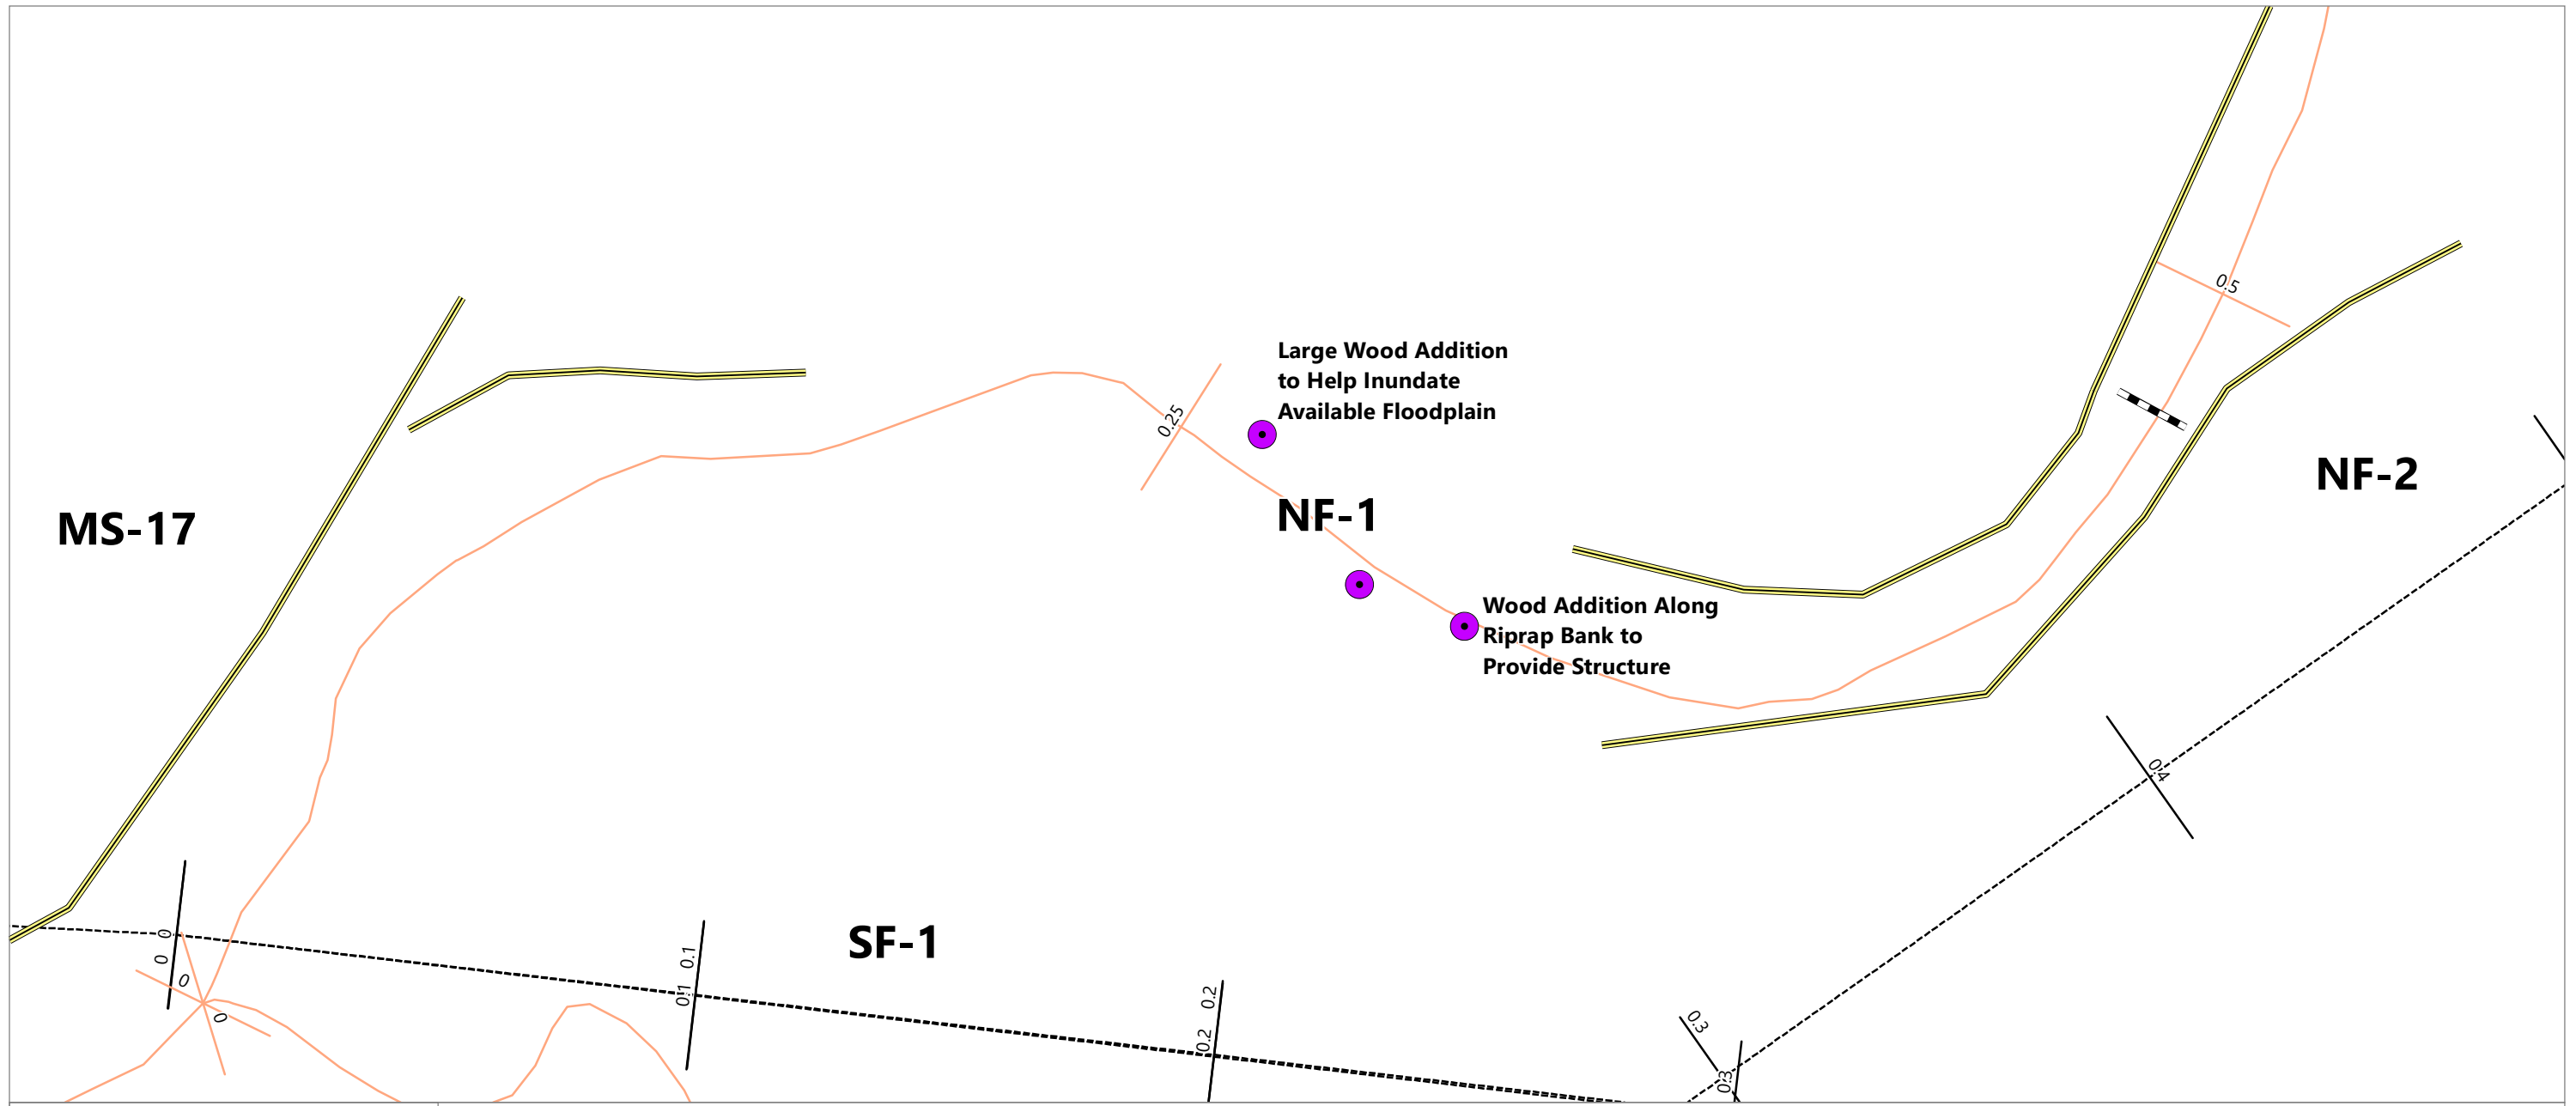 0.5
Large Wood Addition
to Help Inundate
Available Floodplain
0.25
NF-2
NF-1
MS-17
Wood Addition Along
Riprap Bank to
Provide Structure
0.4
SF-1
0
0
0
0
0.1
0.1
0.2
0.2
0.3
0.3